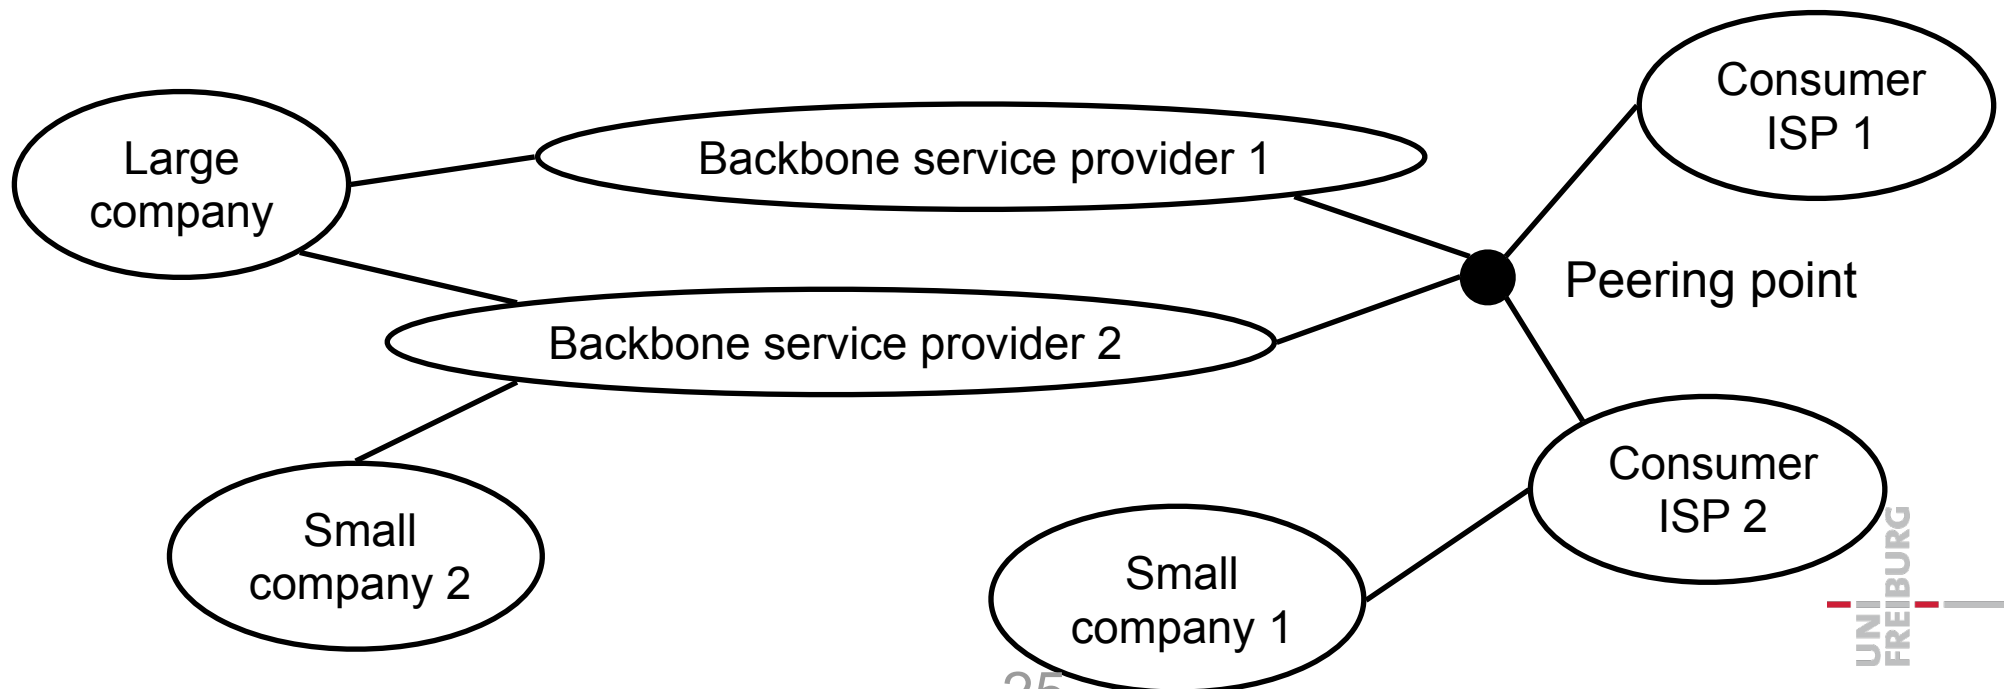 Consumer
ISP 1
Large
company
Backbone service provider 1
Peering point
Backbone service provider 2
Consumer
ISP 2
Small
company 2
Small
company 1
UNI
FREIBURG
25